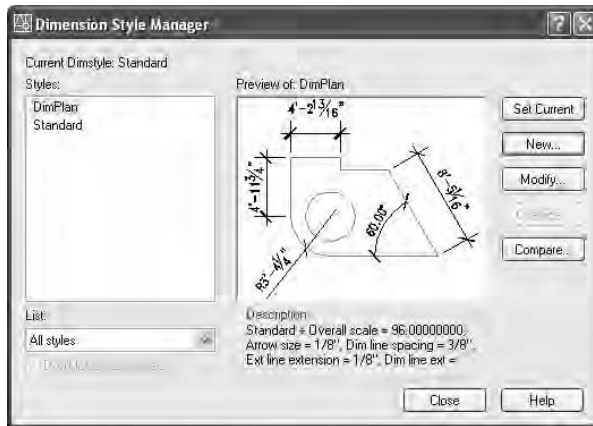 Dimension Style Manager
Current Dimstyle: Standard
Styles:
DimPlan
Standard
Preview of: DimPlan
4'-2 13/16"
4'-11 3/4"
8'-5/16"
60.00°
R3'-4 1/4"
Set Current
New...
Modify...
Compare...
List:
All styles
Description
Standard + Overall scale = 96.00000000,
Arrow size = 1/8", Dim line spacing = 3/8",
Ext line extension = 1/8", Dim line ext =
Close
Help